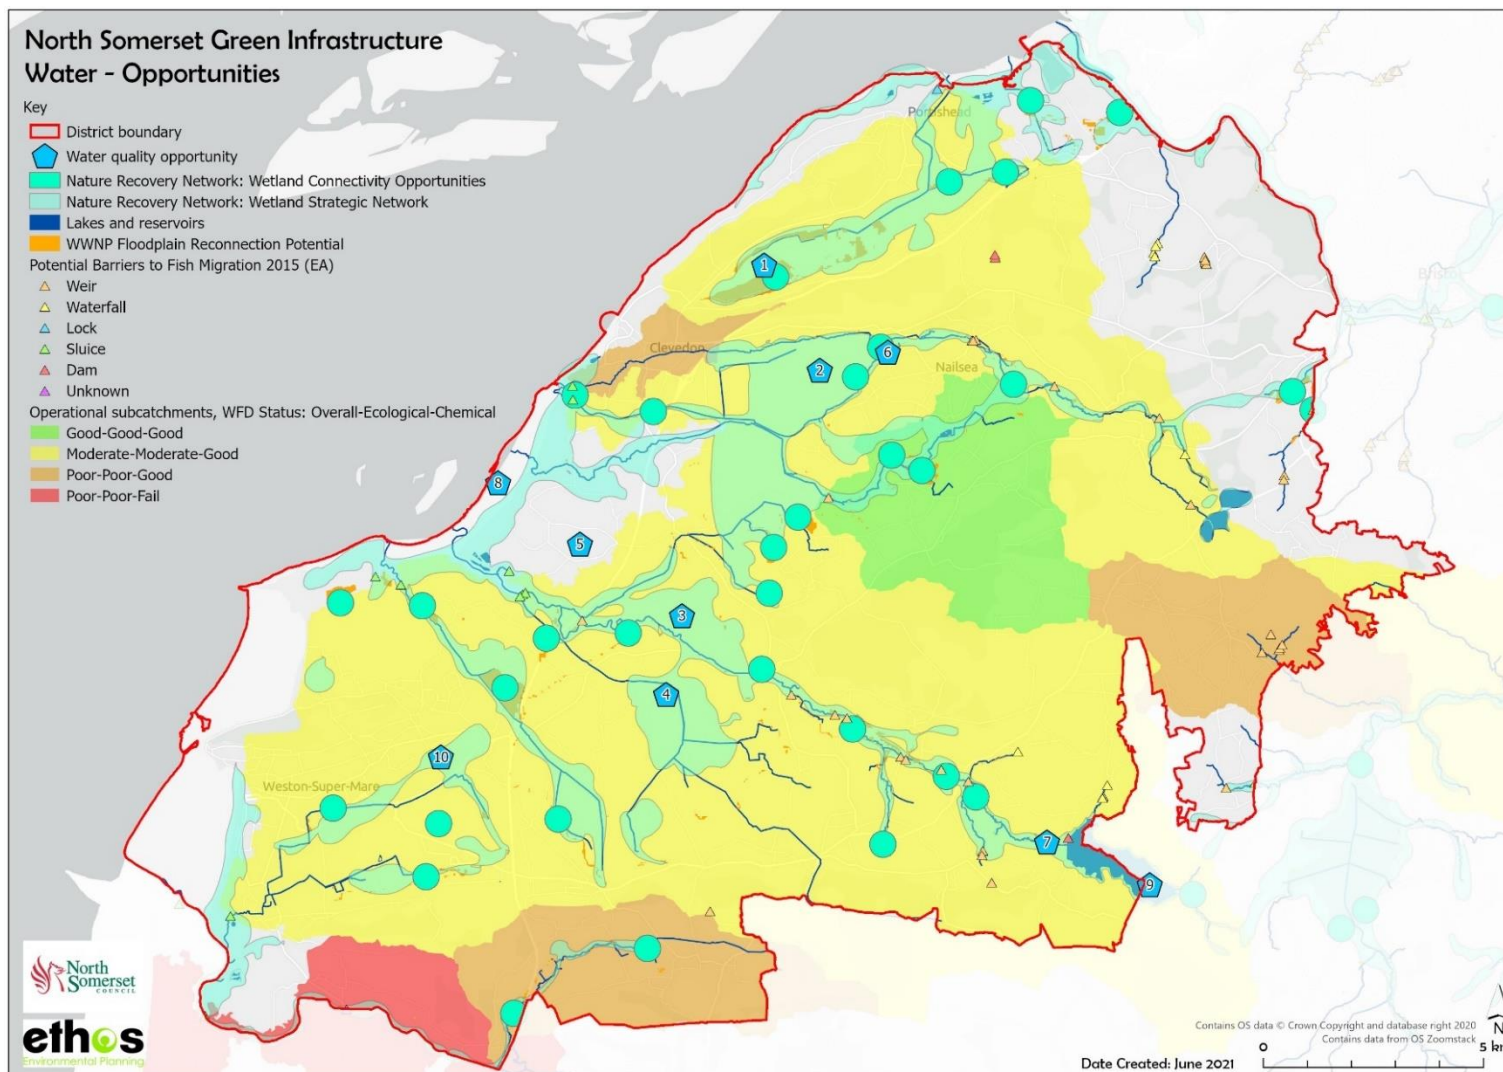 North Somerset Green Infrastructure
Water - Opportunities
Key
District boundary
Water quality opportunity
Nature Recovery Network: Wetland Connectivity Opportunities
Nature Recovery Network: Wetland Strategic Network
Lakes and reservoirs
WWNP Floodplain Reconnection Potential
Potential Barriers to Fish Migration 2015 (EA)
Weir
Waterfall
Lock
Sluice
Dam
Unknown
Operational subcatchments, WFD Status: Overall-Ecological-Chemical
Good-Good-Good
Moderate-Moderate-Good
Poor-Poor-Good
Poor-Poor-Fail
Portishead
1
Bristol
Clevedon
6
2
Nailsea
8
5
3
4
10
Weston-Super-Mare
7
9
North
Somerset
COUNCIL
ethos
Environmental Planning
Contains OS data © Crown Copyright and database right 2020
Contains data from OS Zoomstack
Date Created: June 2021
0
5 km
N